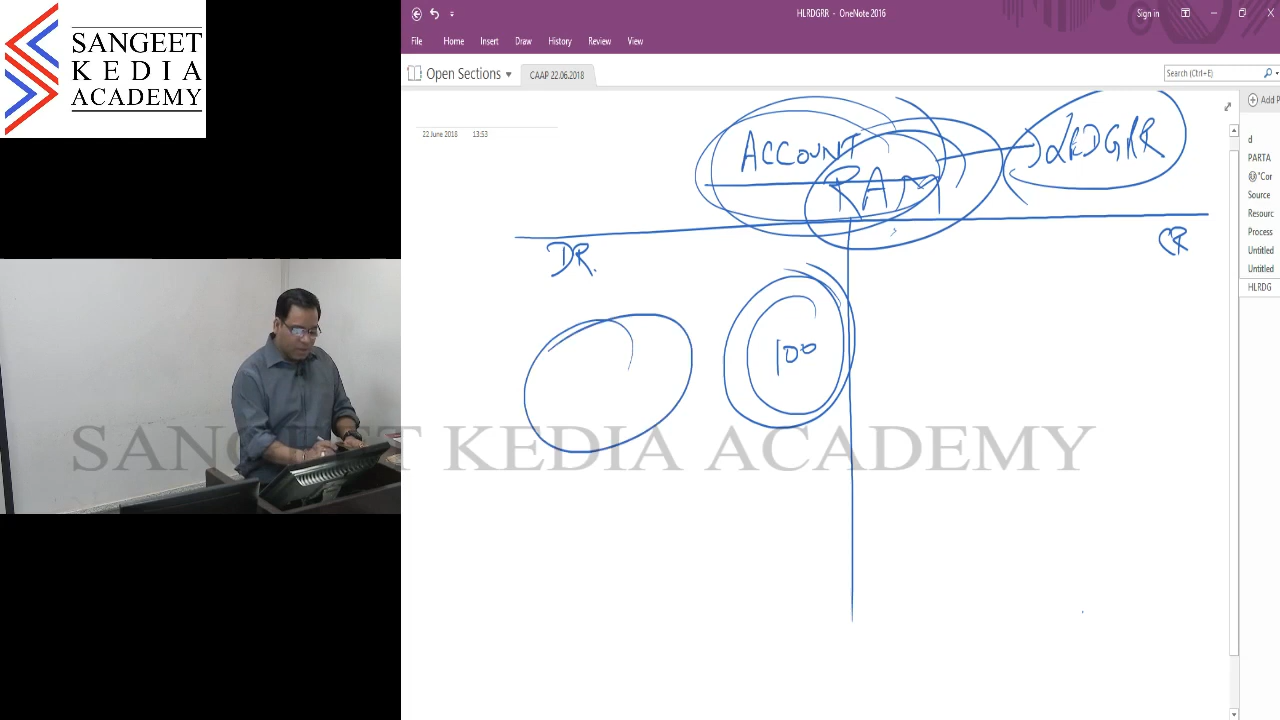 SANGEET
KEDIA
ACADEMY
HLRDGRR - OneNote 2016
Sign in
File Home Insert Draw History Review View
Open Sections
CAAP 22.06.2018
Search (Ctrl+E)
Add P
22 June 2018 13:53
ACCOUNT
RAM
DR.
CR
100
d
PARTA
Source
Resourc
Process
Untitled
Untitled
HLRDG
SANGEET KEDIA ACADEMY